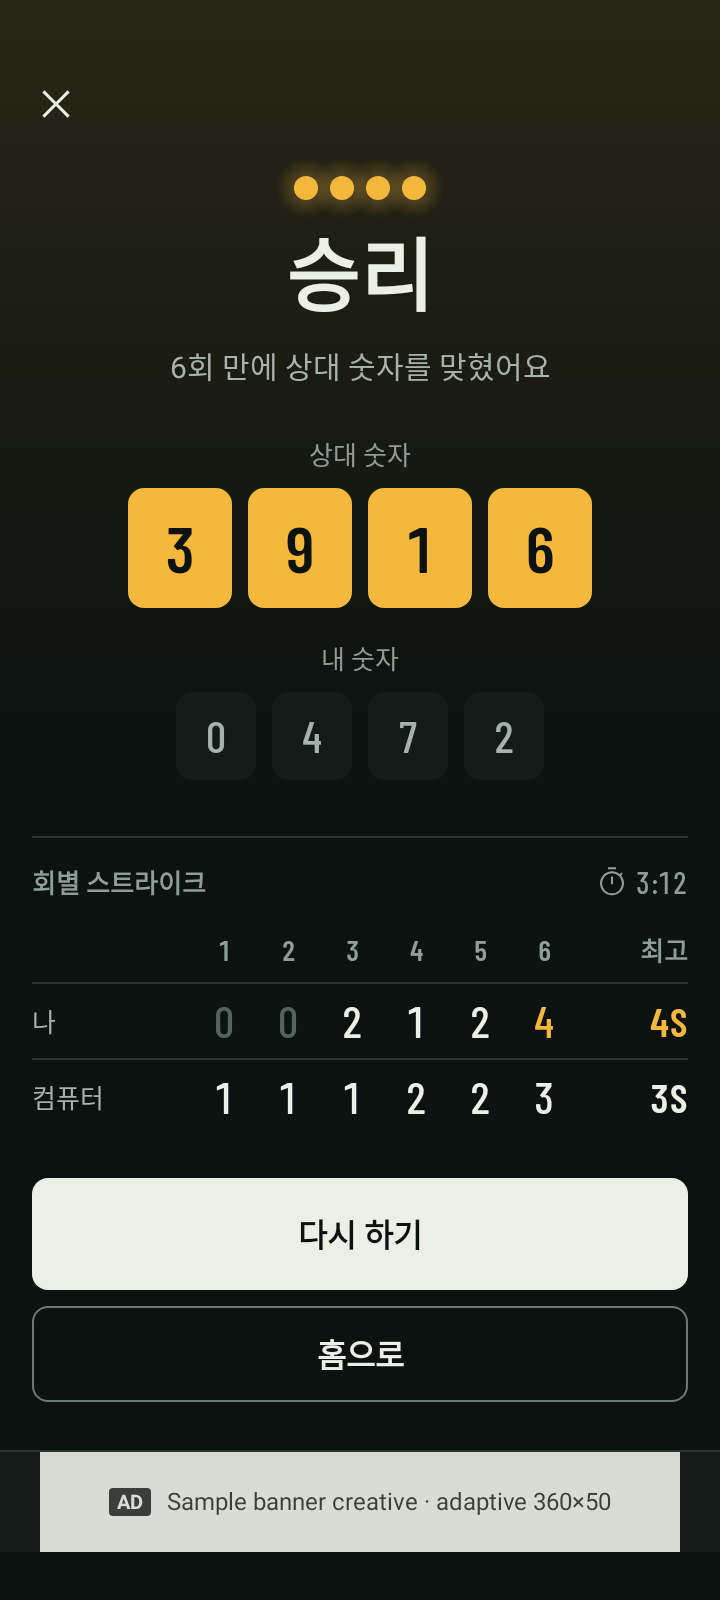 승리
6회 만에 상대 숫자를 맞혔어요
상대 숫자
3 9 1 6
내 숫자
0 4 7 2
회별 스트라이크 3:12
1 2 3 4 5 6 최고
나 0 0 2 1 2 4 4S
컴퓨터 1 1 1 2 2 3 3S
다시 하기
홈으로
AD Sample banner creative · adaptive 360×50